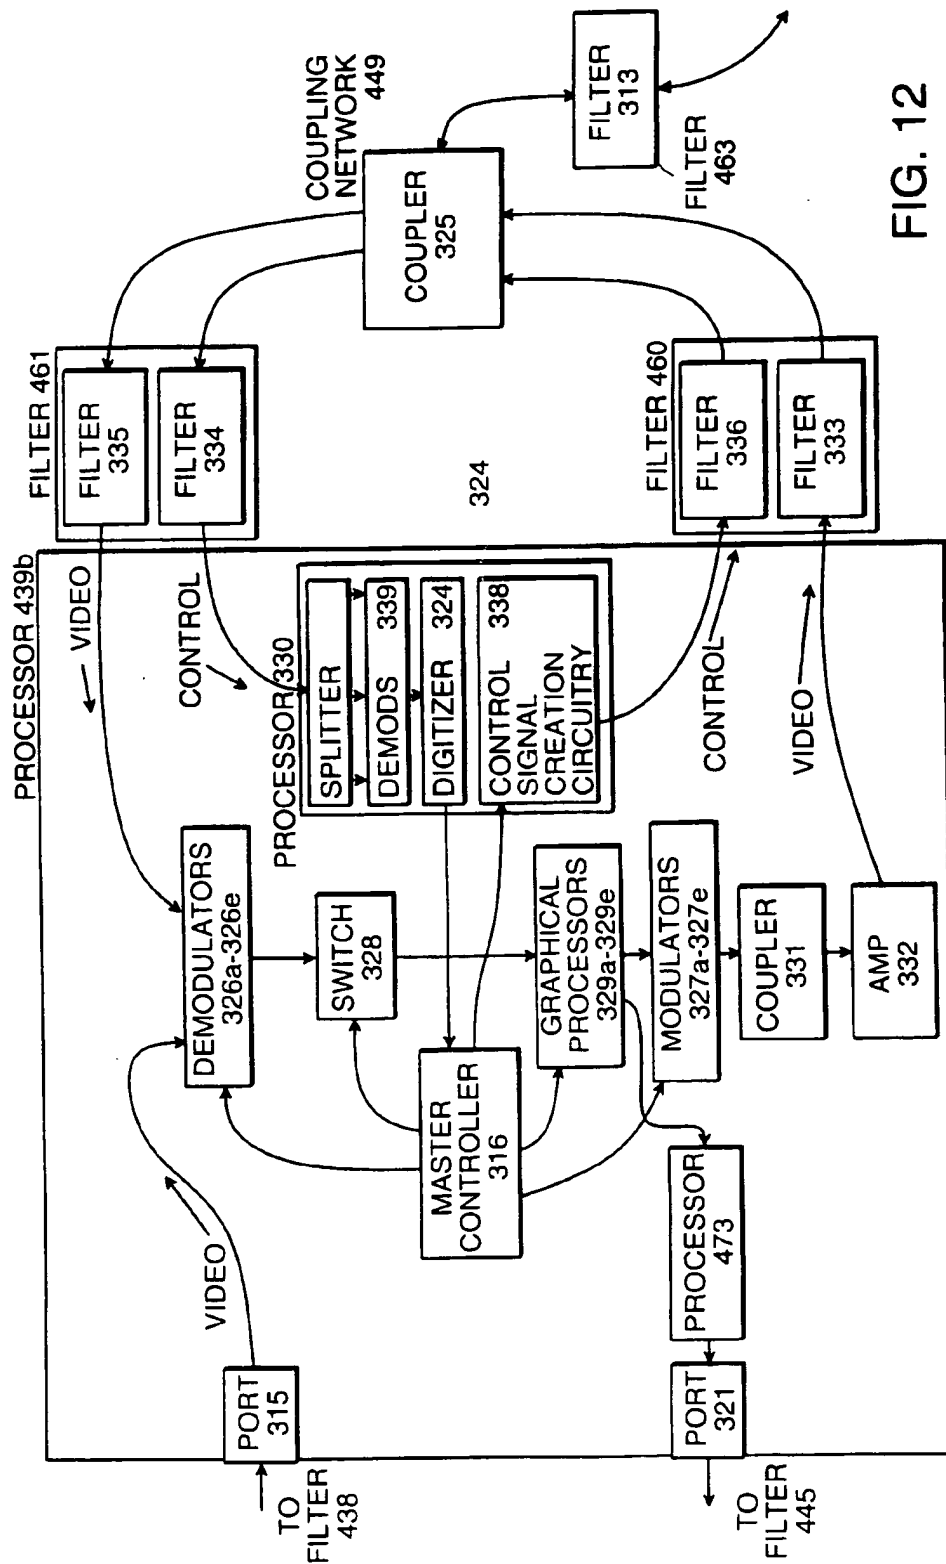 PROCESSOR 439b
FILTER 461
FILTER
335
FILTER
334
VIDEO
CONTROL
COUPLING
NETWORK
449
COUPLER
325
FILTER
313
FILTER
463
324
PROCESSOR 330
SPLITTER
DEMODS 339
DIGITIZER 324
CONTROL 338
SIGNAL
CREATION
CIRCUITRY
DEMODULATORS
326a-326e
SWITCH
328
MASTER
CONTROLLER
316
GRAPHICAL
PROCESSORS
329a-329e
MODULATORS
327a-327e
COUPLER
331
AMP
332
PROCESSOR
473
VIDEO
PORT
315
TO
FILTER
438
PORT
321
TO
FILTER
445
CONTROL
VIDEO
FILTER 460
FILTER
336
FILTER
333
FIG. 12